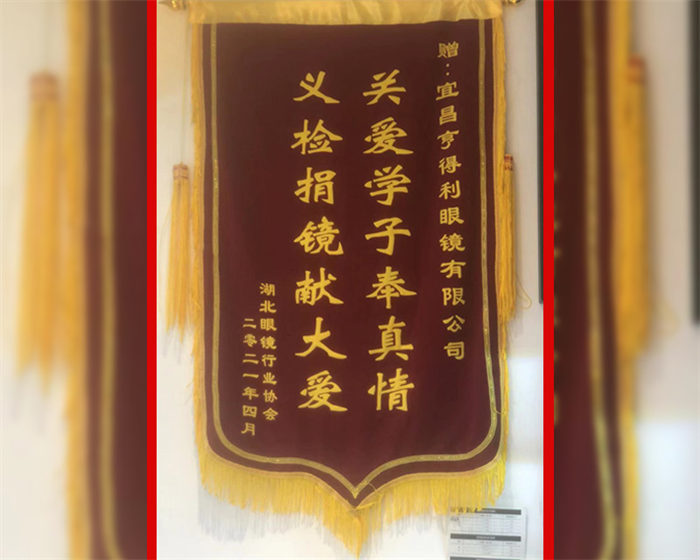 赠：宜昌亨得利眼镜有限公司
关爱学子奉真情
义检捐镜献大爱
湖北眼镜行业协会
二零二一年四月